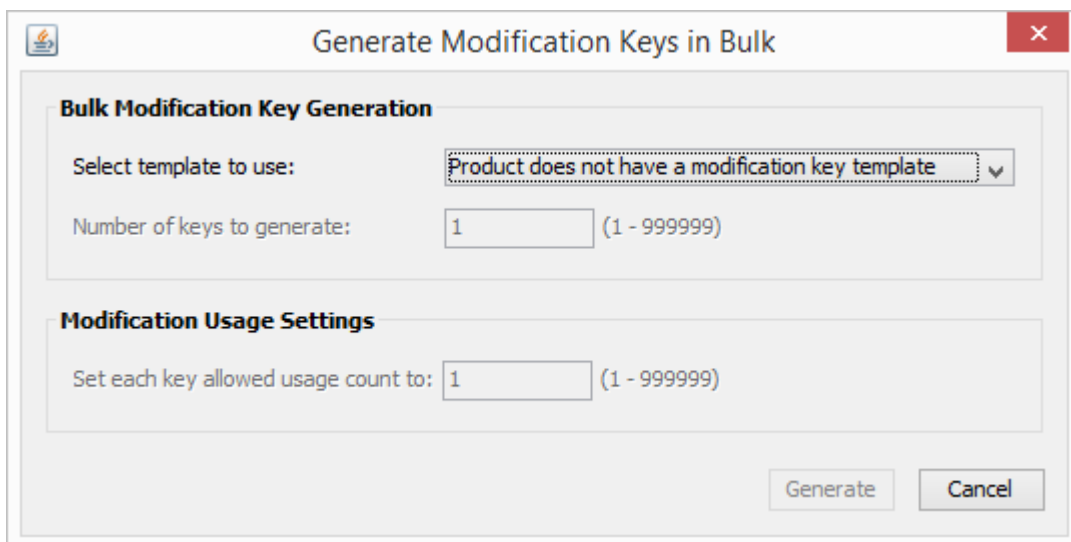 Generate Modification Keys in Bulk
Bulk Modification Key Generation
Select template to use: Product does not have a modification key template
Number of keys to generate: 1 (1 - 999999)
Modification Usage Settings
Set each key allowed usage count to: 1 (1 - 999999)
Generate Cancel